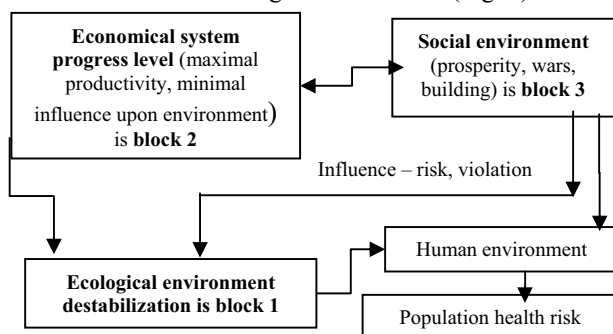 Economical system
progress level (maximal
productivity, minimal
influence upon environment)
is block 2
Social environment
(prosperity, wars,
building) is block 3
Influence – risk, violation
Human environment
Ecological environment
destabilization is block 1
Population health risk